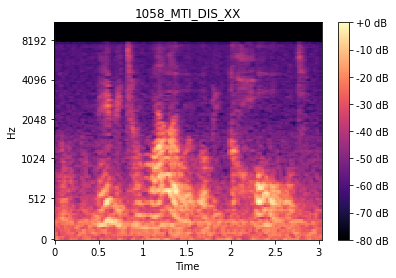 1058_MTI_DIS_XX
8192
4096
2048
1024
512
0
Hz
0 0.5 1 1.5 2 2.5 3
Time
+0 dB
-10 dB
-20 dB
-30 dB
-40 dB
-50 dB
-60 dB
-70 dB
-80 dB